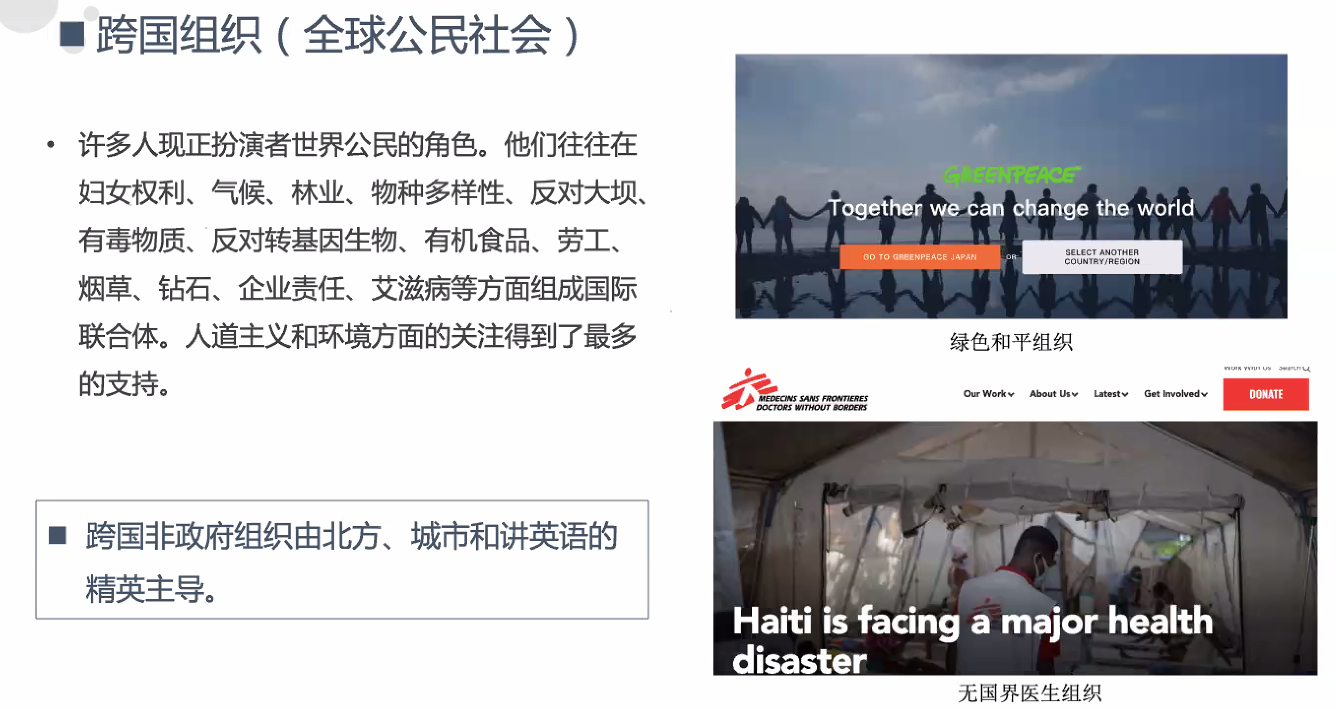 ■ 跨国组织（全球公民社会）
• 许多人现正扮演者世界公民的角色。他们往往在
妇女权利、气候、林业、物种多样性、反对大坝、
有毒物质、反对转基因生物、有机食品、劳工、
烟草、钻石、企业责任、艾滋病等方面组成国际
联合体。人道主义和环境方面的关注得到了最多
的支持。
■ 跨国非政府组织由北方、城市和讲英语的
精英主导。
GREENPEACE
Together we can change the world
GO TO GREENPEACE JAPAN OR SELECT ANOTHER
COUNTRY/REGION
绿色和平组织
Work With Us Search
MEDECINS SANS FRONTIERES
DOCTORS WITHOUT BORDERS
Our Work About Us Latest Get Involved DONATE
Haiti is facing a major health
disaster
无国界医生组织